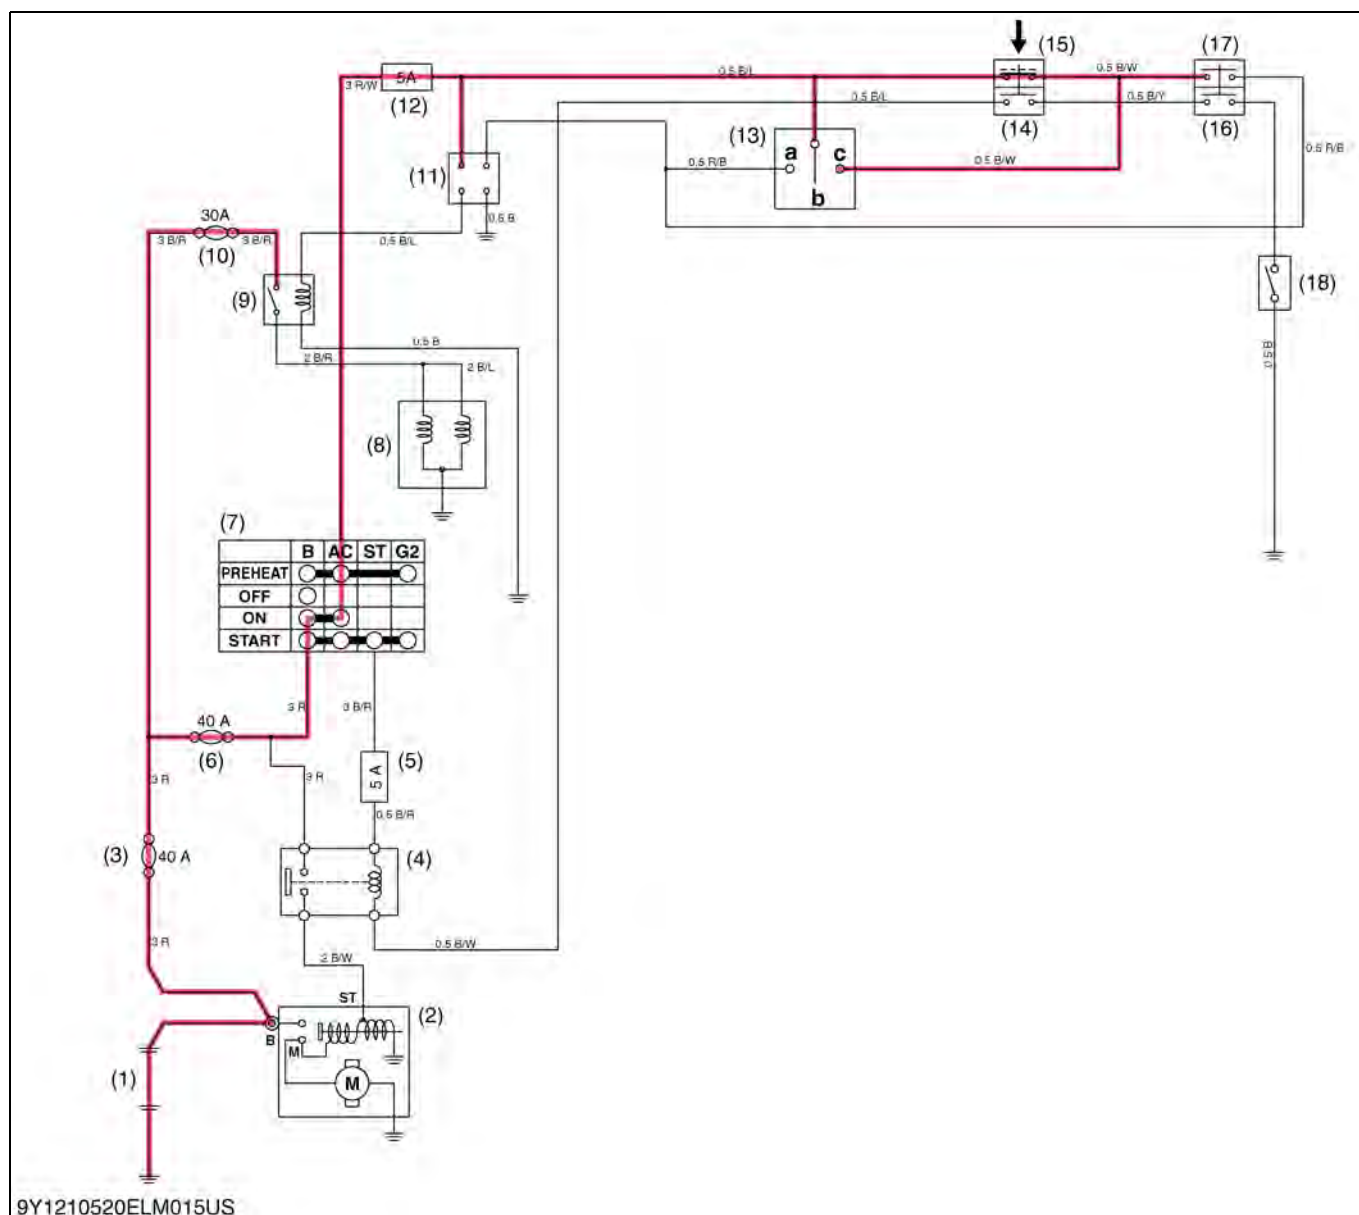 (15)
(17)
5A
3 R/W
(12)
0.5 B/L
0.5 B/W
0.5 B/L
0.5 B/Y
(14)
(16)
(13)
a
c
b
0.5 R/B
0.5 B/W
0.5 R/B
(11)
0.5 B
30A
3 B/R
3 B/R
(10)
0.5 B/L
(9)
(18)
0.5 B
2 B/R
2 B/L
0.5 B
(8)
(7)
B AC ST G2
PREHEAT
OFF
ON
START
3 R
3 B/R
40 A
(6)
(5)
5 A
3 R
3 R
0.5 B/R
(3)
40 A
(4)
3 R
0.5 B/W
2 B/W
ST
(2)
B
M
(1)
M
9Y1210520ELM015US